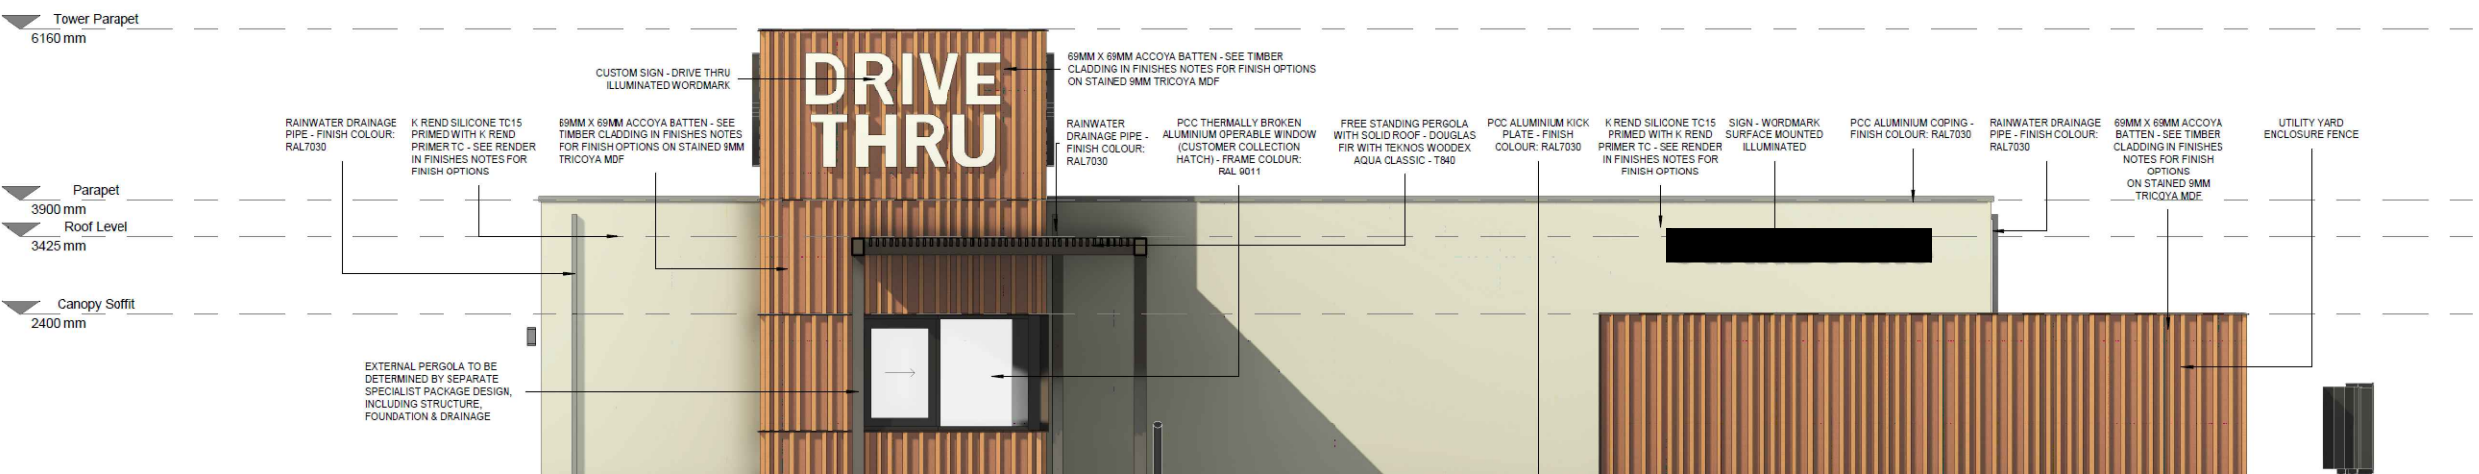 Tower Parapet
6160 mm
Parapet
3900 mm
Roof Level
3425 mm
Canopy Soffit
2400 mm
CUSTOM SIGN - DRIVE THRU
ILLUMINATED WORDMARK
DRIVE
THRU
69MM X 69MM ACCOYA BATTEN - SEE TIMBER
CLADDING IN FINISHES NOTES FOR FINISH OPTIONS
ON STAINED 9MM TRICOYA MDF
RAINWATER DRAINAGE
PIPE - FINISH COLOUR:
RAL7030
K REND SILICONE TC15
PRIMED WITH K REND
PRIMER TC - SEE RENDER
IN FINISHES NOTES FOR
FINISH OPTIONS
69MM X 69MM ACCOYA BATTEN - SEE
TIMBER CLADDING IN FINISHES NOTES
FOR FINISH OPTIONS ON STAINED 9MM
TRICOYA MDF
RAINWATER
DRAINAGE PIPE -
FINISH COLOUR:
RAL7030
PCC THERMALLY BROKEN
ALUMINIUM OPERABLE WINDOW
(CUSTOMER COLLECTION
HATCH) - FRAME COLOUR:
RAL 9011
FREE STANDING PERGOLA
WITH SOLID ROOF - DOUGLAS
FIR WITH TEKNOS WOODDEX
AQUA CLASSIC - T840
PCC ALUMINIUM KICK
PLATE - FINISH
COLOUR: RAL7030
K REND SILICONE TC15
PRIMED WITH K REND
PRIMER TC - SEE RENDER
IN FINISHES NOTES FOR
FINISH OPTIONS
SIGN - WORDMARK
SURFACE MOUNTED
ILLUMINATED
PCC ALUMINIUM COPING -
FINISH COLOUR: RAL7030
RAINWATER DRAINAGE
PIPE - FINISH COLOUR:
RAL7030
69MM X 69MM ACCOYA
BATTEN - SEE TIMBER
CLADDING IN FINISHES
NOTES FOR FINISH
OPTIONS
ON STAINED 9MM
TRICOYA MDF
UTILITY YARD
ENCLOSURE FENCE
EXTERNAL PERGOLA TO BE
DETERMINED BY SEPARATE
SPECIALIST PACKAGE DESIGN,
INCLUDING STRUCTURE,
FOUNDATION & DRAINAGE